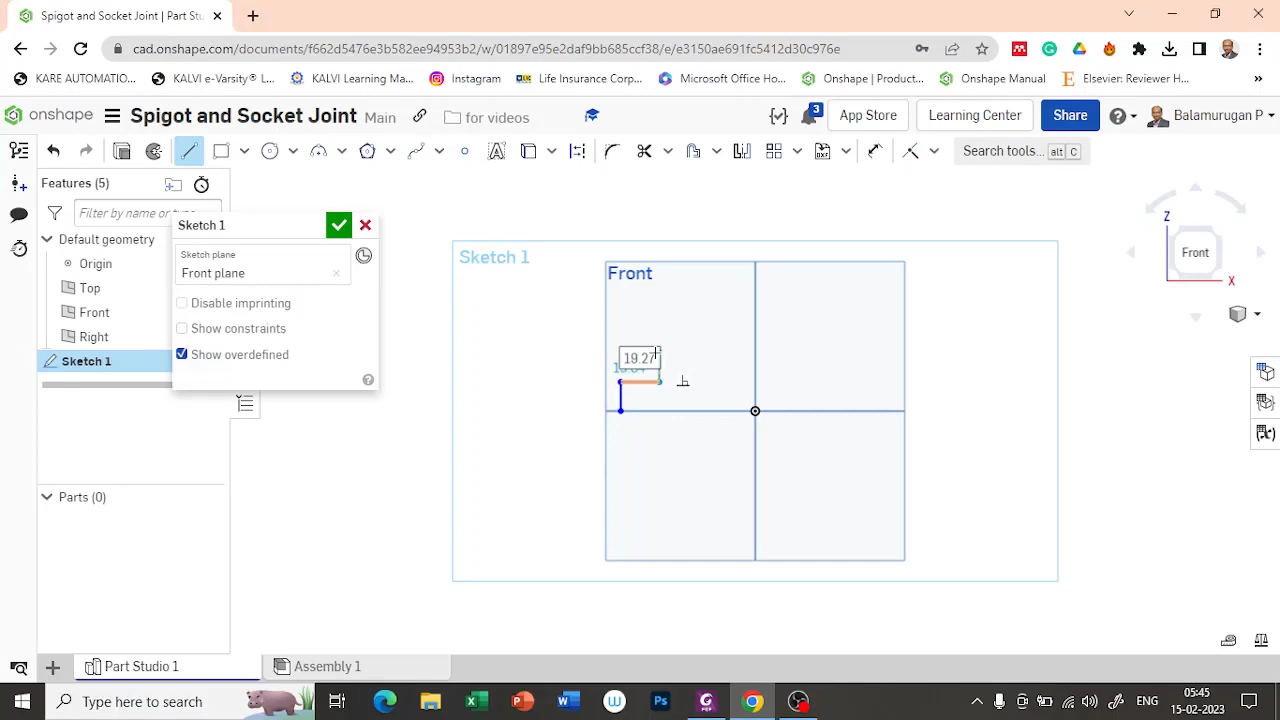 Spigot and Socket Joint | Part Stu
cad.onshape.com/documents/f662d5476e3b582ee94953b2/w/01897e95e2daf9bb685ccf38/e/e3150ae691fc5412d30c976e
KARE AUTOMATIO...
KALVI e-Varsity® L...
KALVI Learning Ma...
Instagram
Life Insurance Corp...
Microsoft Office Ho...
Onshape | Product...
Onshape Manual
Elsevier: Reviewer H...
»
onshape
Spigot and Socket Joint
Main
for videos
3
App Store
Learning Center
Share
Balamurugan P
Search tools...
alt
C
Features (5)
Filter by name or type...
Default geometry
Origin
Top
Front
Right
Sketch 1
Parts (0)
Sketch 1
Sketch plane
Front plane
Disable imprinting
Show constraints
Show overdefined
Sketch 1
Front
19.27
Z
Front
X
Part Studio 1
Assembly 1
Type here to search
ENG
05:45
15-02-2023